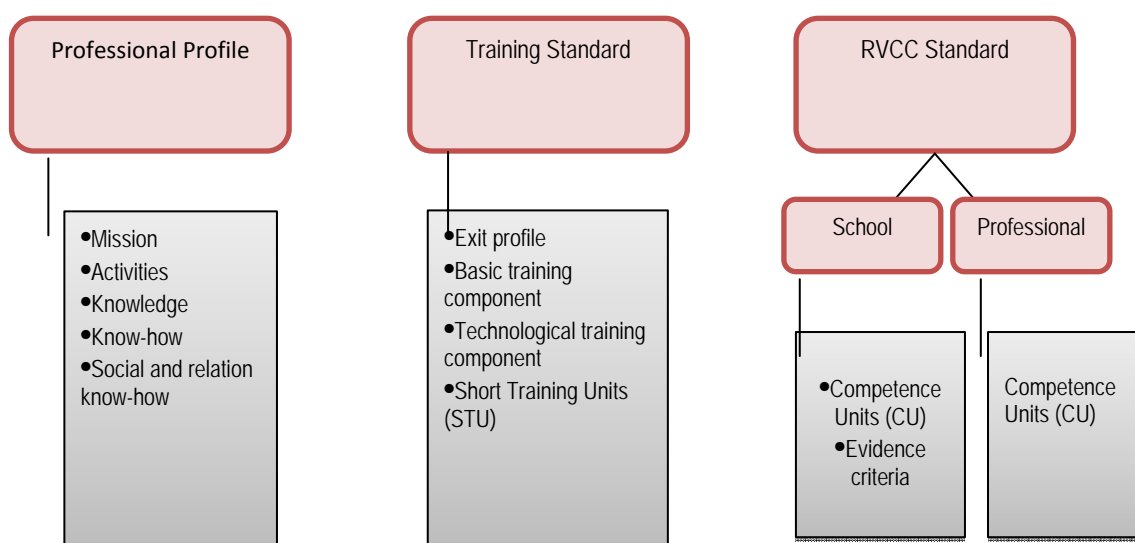 Professional Profile
Training Standard
RVCC Standard
School
Professional
•Mission
•Activities
•Knowledge
•Know-how
•Social and relation
know-how
•Exit profile
•Basic training
component
•Technological training
component
•Short Training Units
(STU)
•Competence
Units (CU)
•Evidence
criteria
Competence
Units (CU)